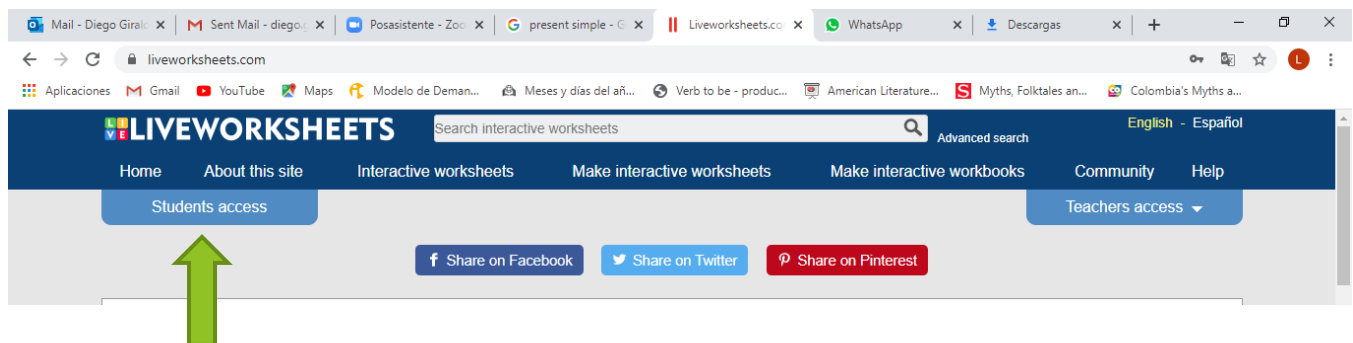 Mail - Diego Giral Sent Mail - diego. Posasistente - Zoo present simple - G Liveworksheets.co WhatsApp Descargas
liveworksheets.com L
Aplicaciones Gmail YouTube Maps Modelo de Deman... Meses y días del añ... Verb to be - produc... American Literature... S Myths, Folktales an... Colombia's Myths a...
LIVE LIVEWORKSHEETS Search interactive worksheets Advanced search English - Español
Home About this site Interactive worksheets Make interactive worksheets Make interactive workbooks Community Help
Students access Teachers access
Share on Facebook Share on Twitter Share on Pinterest